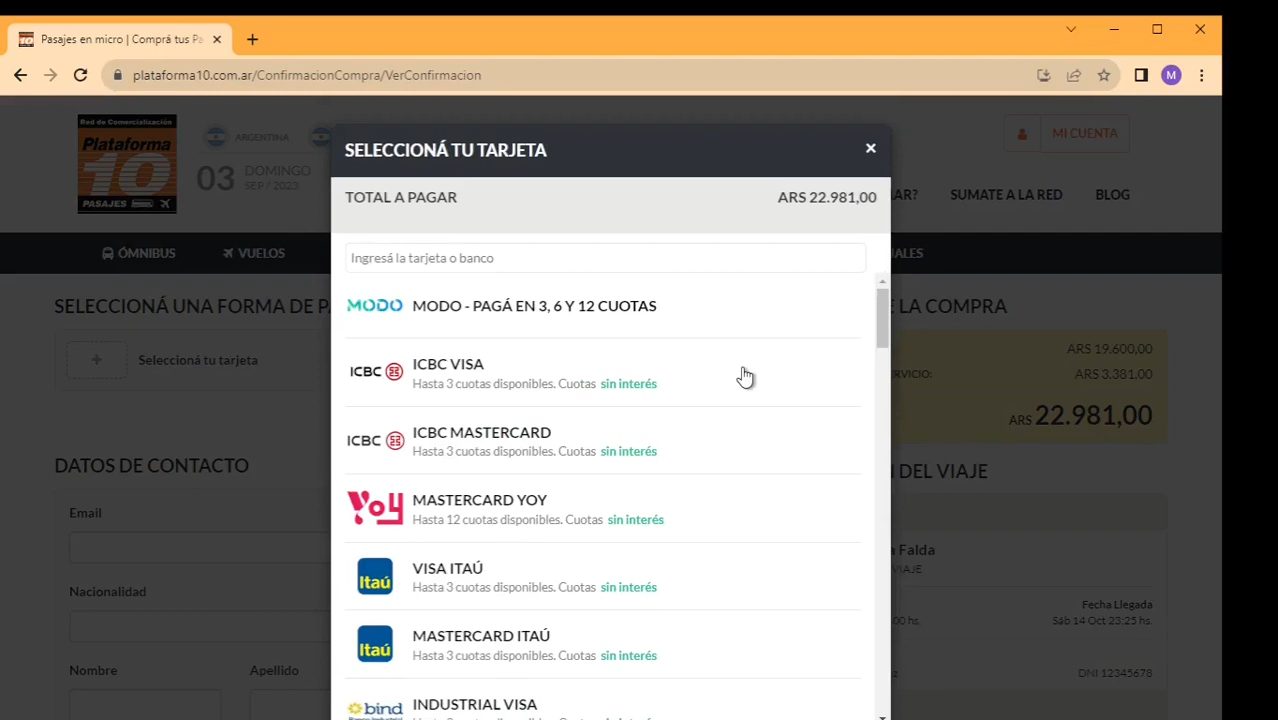 Pasajes en micro | Comprá tus Pa
plataforma10.com.ar/ConfirmacionCompra/VerConfirmacion
M
Red de Comercialización
Plataforma
10
PASAJES
ARGENTINA
03
DOMINGO
SEP / 2023
MI CUENTA
AR?
SUMATE A LA RED
BLOG
ÓMNIBUS
VUELOS
ALES
SELECCIONÁ UNA FORMA DE P
+ Seleccioná tu tarjeta
DATOS DE CONTACTO
Email
Nacionalidad
Nombre
Apellido
SELECCIONÁ TU TARJETA
×
TOTAL A PAGAR
ARS 22.981,00
Ingresá la tarjeta o banco
MODO
MODO - PAGÁ EN 3, 6 Y 12 CUOTAS
ICBC
ICBC VISA
Hasta 3 cuotas disponibles. Cuotas sin interés
ICBC
ICBC MASTERCARD
Hasta 3 cuotas disponibles. Cuotas sin interés
Yoy
MASTERCARD YOY
Hasta 12 cuotas disponibles. Cuotas sin interés
Itaú
VISA ITAÚ
Hasta 3 cuotas disponibles. Cuotas sin interés
Itaú
MASTERCARD ITAÚ
Hasta 3 cuotas disponibles. Cuotas sin interés
bind
INDUSTRIAL VISA
E LA COMPRA
ARS 19.600,00
RVICIO:
ARS 3.381,00
ARS 22.981,00
N DEL VIAJE
a Falda
VIAJE
Fecha Llegada
00 hs.
Sáb 14 Oct 23:25 hs.
DNI 12345678